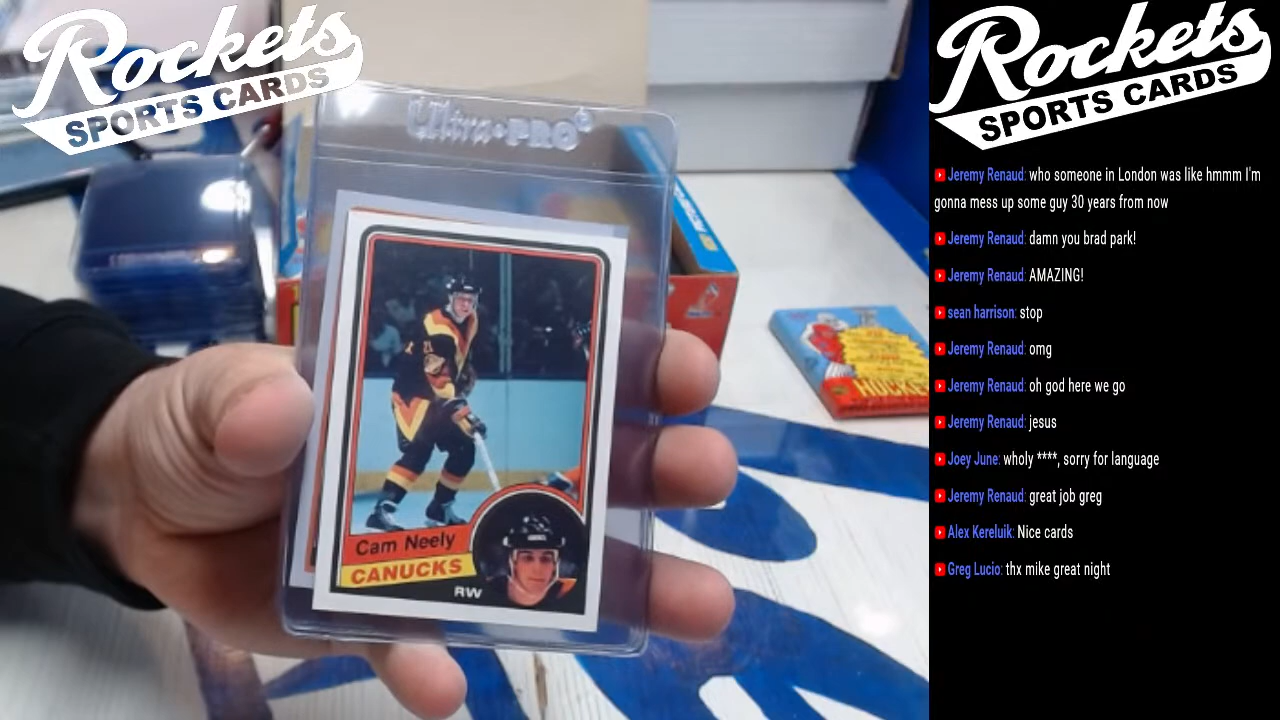 Rockets
SPORTS CARDS
Ultra•PRO
21
Cam Neely
CANUCKS
RW
HOCKEY
Rockets
SPORTS CARDS
Jeremy Renaud: who someone in London was like hmmm I'm
gonna mess up some guy 30 years from now
Jeremy Renaud: damn you brad park!
Jeremy Renaud: AMAZING!
sean harrison: stop
Jeremy Renaud: omg
Jeremy Renaud: oh god here we go
Jeremy Renaud: jesus
Joey June: wholy ****, sorry for language
Jeremy Renaud: great job greg
Alex Kereluik: Nice cards
Greg Lucio: thx mike great night